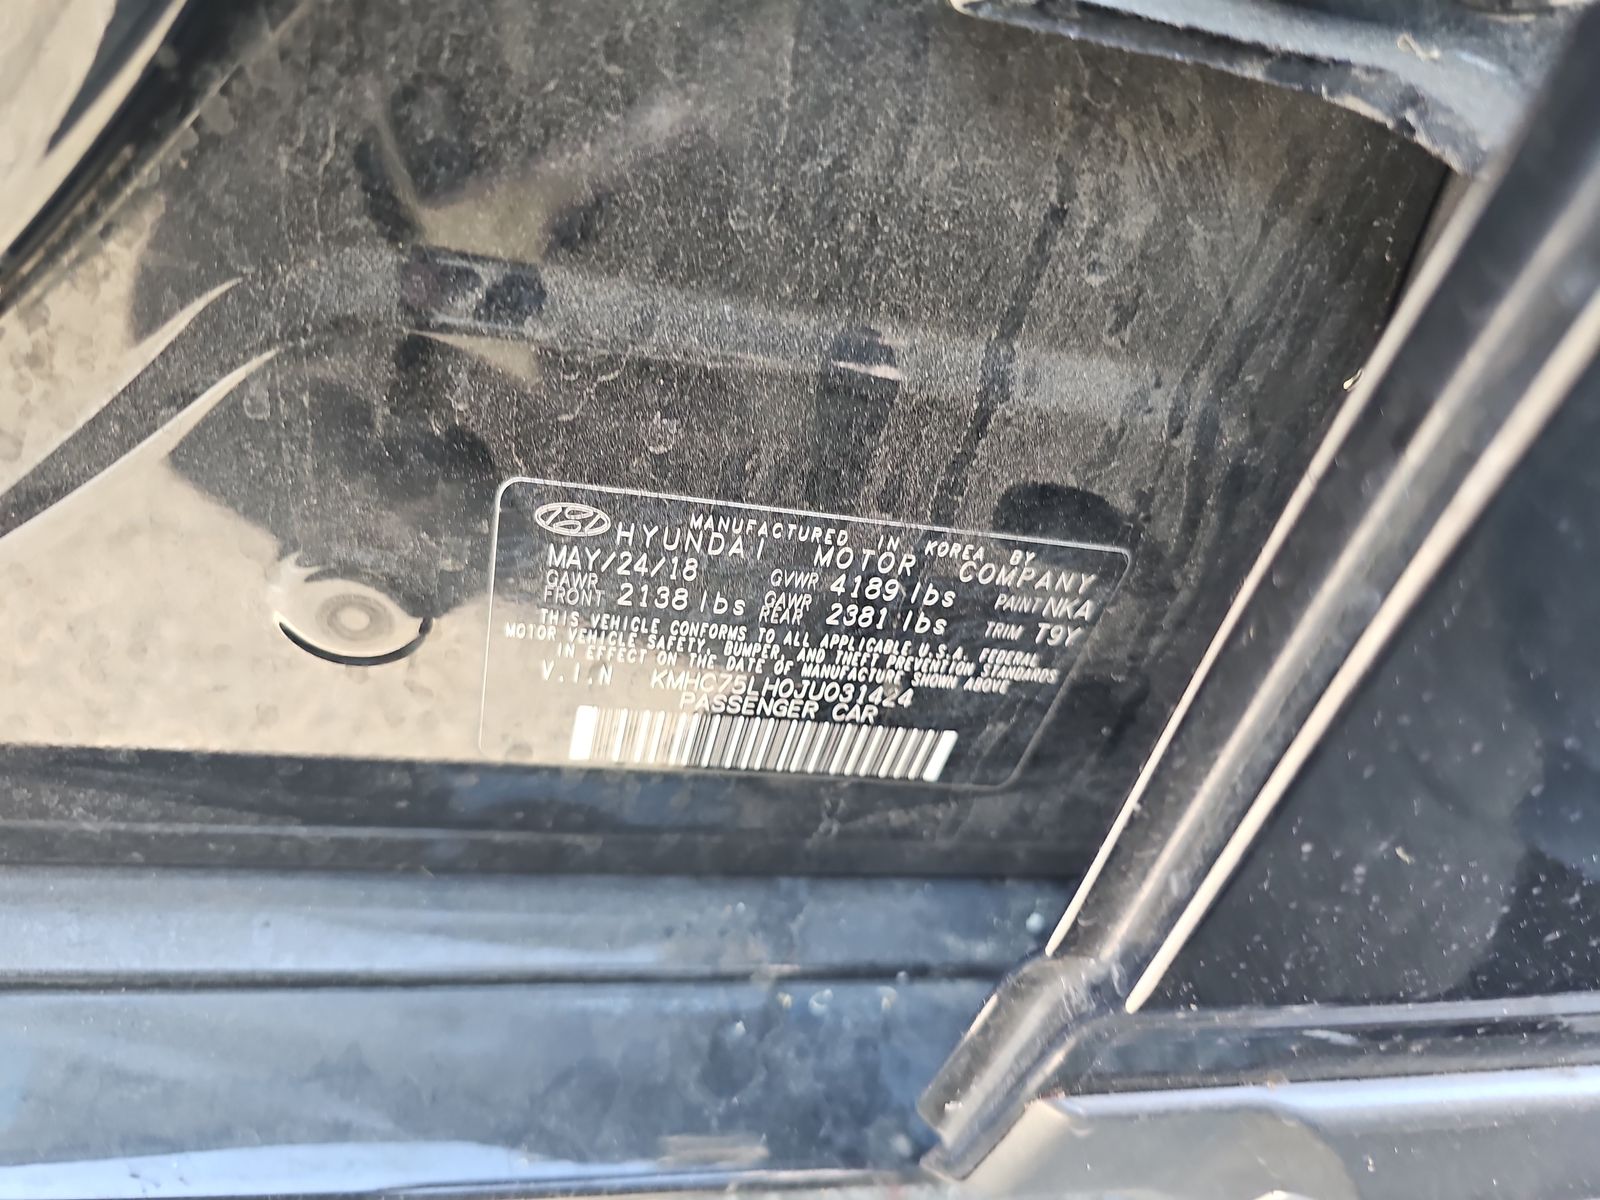 MANUFACTURED IN KOREA BY
HYUNDAI MOTOR COMPANY
MAY/24/18 GVWR 4189 lbs PAINT NKA
GAWR FRONT 2138 lbs GAWR REAR 2381 lbs TRIM T9Y
THIS VEHICLE CONFORMS TO ALL APPLICABLE U.S.A. FEDERAL
MOTOR VEHICLE SAFETY, BUMPER, AND THEFT PREVENTION STANDARDS
IN EFFECT ON THE DATE OF MANUFACTURE SHOWN ABOVE
V.I.N KMHC75LH0JU031424
PASSENGER CAR